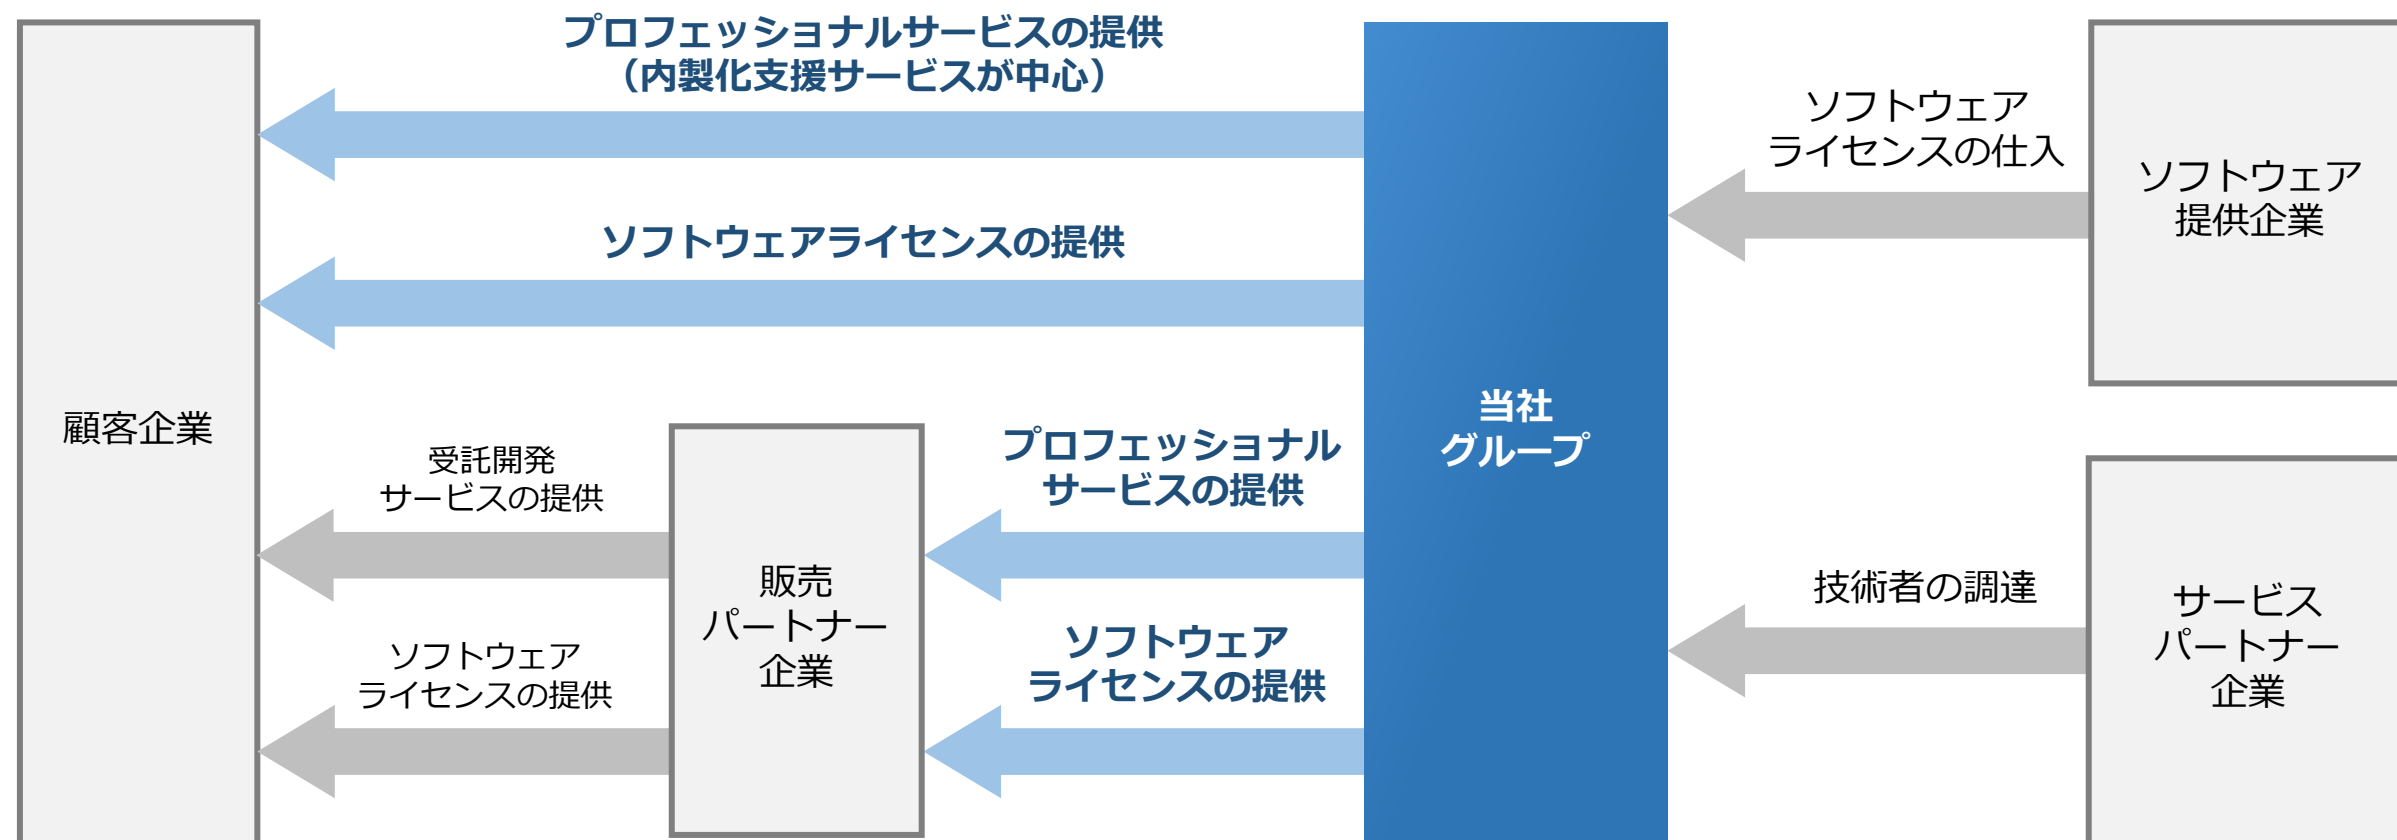 プロフェッショナルサービスの提供
（内製化支援サービスが中心）
ソフトウェアライセンスの提供
顧客企業
受託開発
サービスの提供
ソフトウェア
ライセンスの提供
販売
パートナー
企業
プロフェッショナル
サービスの提供
ソフトウェア
ライセンスの提供
当社
グループ
ソフトウェア
ライセンスの仕入
ソフトウェア
提供企業
技術者の調達
サービス
パートナー
企業